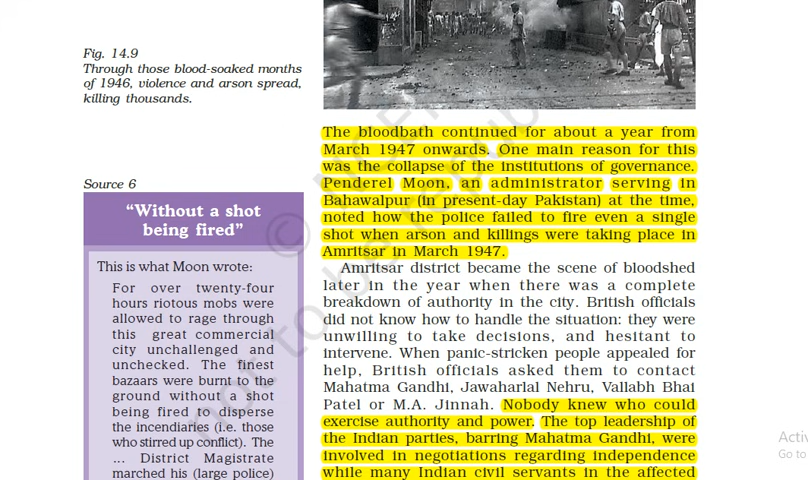 Fig. 14.9
Through those blood-soaked months
of 1946, violence and arson spread,
killing thousands.
Source 6
“Without a shot
being fired”
This is what Moon wrote:
For over twenty-four
hours riotous mobs were
allowed to rage through
this great commercial
city unchallenged and
unchecked. The finest
bazaars were burnt to the
ground without a shot
being fired to disperse
the incendiaries (i.e. those
who stirred up conflict). The
... District Magistrate
marched his (large police)
The bloodbath continued for about a year from
March 1947 onwards. One main reason for this
was the collapse of the institutions of governance.
Penderel Moon, an administrator serving in
Bahawalpur (in present-day Pakistan) at the time,
noted how the police failed to fire even a single
shot when arson and killings were taking place in
Amritsar in March 1947.
Amritsar district became the scene of bloodshed
later in the year when there was a complete
breakdown of authority in the city. British officials
did not know how to handle the situation: they were
unwilling to take decisions, and hesitant to
intervene. When panic-stricken people appealed for
help, British officials asked them to contact
Mahatma Gandhi, Jawaharlal Nehru, Vallabh Bhai
Patel or M.A. Jinnah. Nobody knew who could
exercise authority and power. The top leadership of
the Indian parties, barring Mahatma Gandhi, were
involved in negotiations regarding independence
while many Indian civil servants in the affected
not to be
Activ
Go to